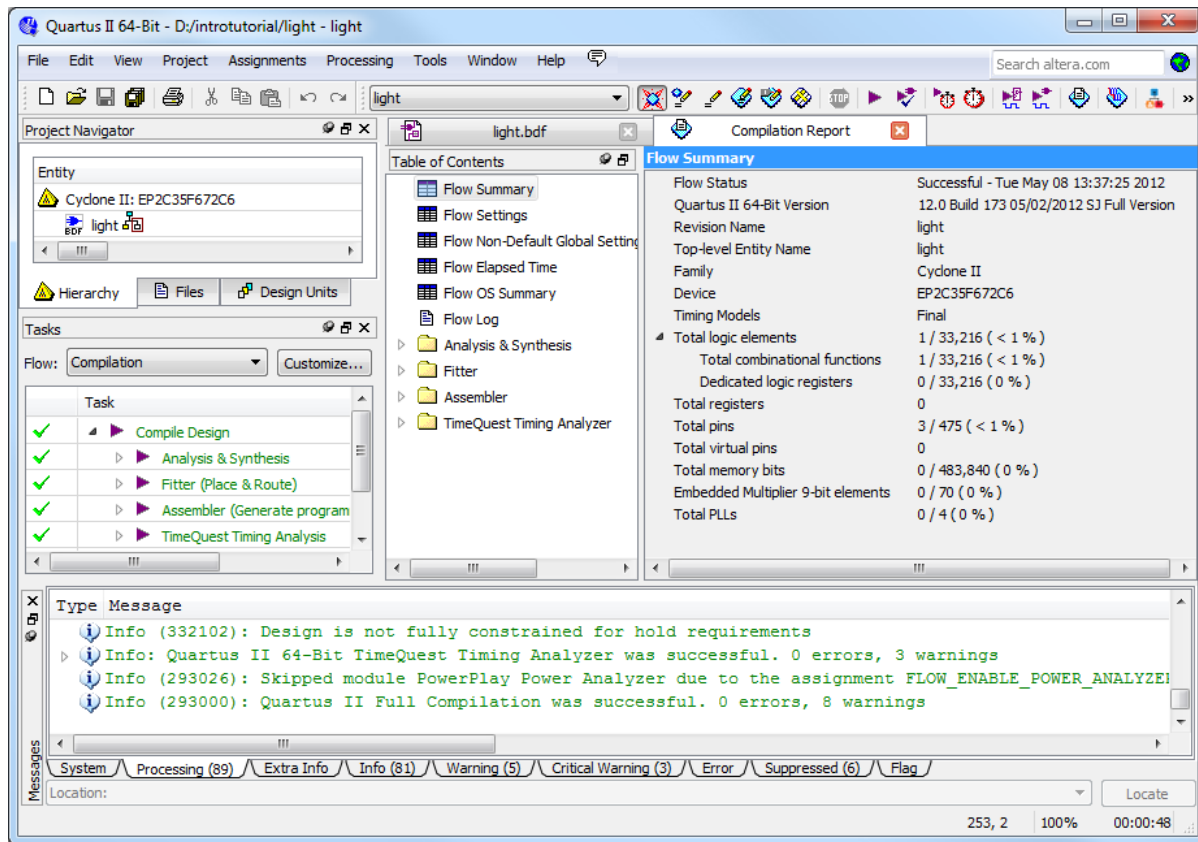 Quartus II 64-Bit - D:/introtutorial/light - light
File Edit View Project Assignments Processing Tools Window Help
Search altera.com
light
STOP
»
Project Navigator
Entity
Cyclone II: EP2C35F672C6
BDF light
Hierarchy Files Design Units
Tasks
Flow: Compilation Customize...
Task
Compile Design
Analysis & Synthesis
Fitter (Place & Route)
Assembler (Generate program
TimeQuest Timing Analysis
light.bdf
Compilation Report
Table of Contents
Flow Summary
Flow Settings
Flow Non-Default Global Setting
Flow Elapsed Time
Flow OS Summary
Flow Log
Analysis & Synthesis
Fitter
Assembler
TimeQuest Timing Analyzer
Flow Summary
Flow Status Successful - Tue May 08 13:37:25 2012
Quartus II 64-Bit Version 12.0 Build 173 05/02/2012 SJ Full Version
Revision Name light
Top-level Entity Name light
Family Cyclone II
Device EP2C35F672C6
Timing Models Final
Total logic elements 1 / 33,216 ( < 1 % )
Total combinational functions 1 / 33,216 ( < 1 % )
Dedicated logic registers 0 / 33,216 ( 0 % )
Total registers 0
Total pins 3 / 475 ( < 1 % )
Total virtual pins 0
Total memory bits 0 / 483,840 ( 0 % )
Embedded Multiplier 9-bit elements 0 / 70 ( 0 % )
Total PLLs 0 / 4 ( 0 % )
Type Message
Info (332102): Design is not fully constrained for hold requirements
Info: Quartus II 64-Bit TimeQuest Timing Analyzer was successful. 0 errors, 3 warnings
Info (293026): Skipped module PowerPlay Power Analyzer due to the assignment FLOW_ENABLE_POWER_ANALYZER
Info (293000): Quartus II Full Compilation was successful. 0 errors, 8 warnings
System Processing (89) Extra Info Info (81) Warning (5) Critical Warning (3) Error Suppressed (6) Flag
Messages
Location: Locate
253, 2 100% 00:00:48